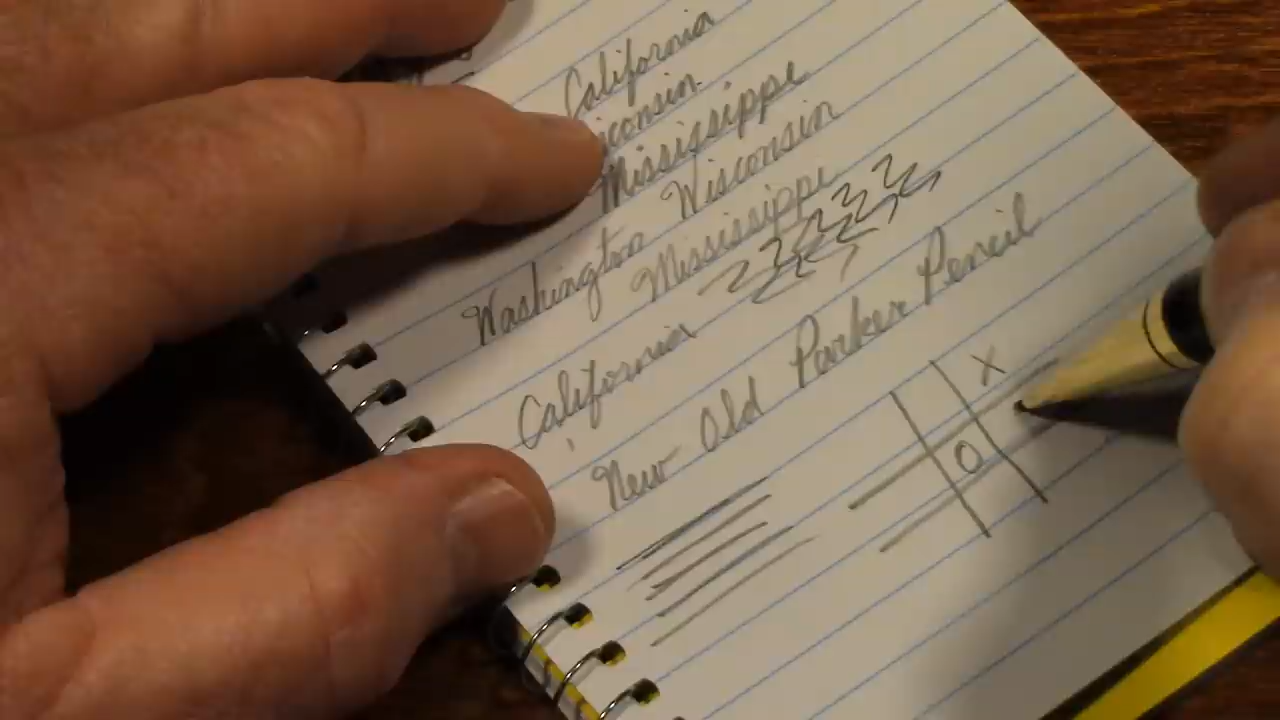 California
Mississippi
Wisconsin
Washington Mississippi
California
New Old Parker Pencil
X
O